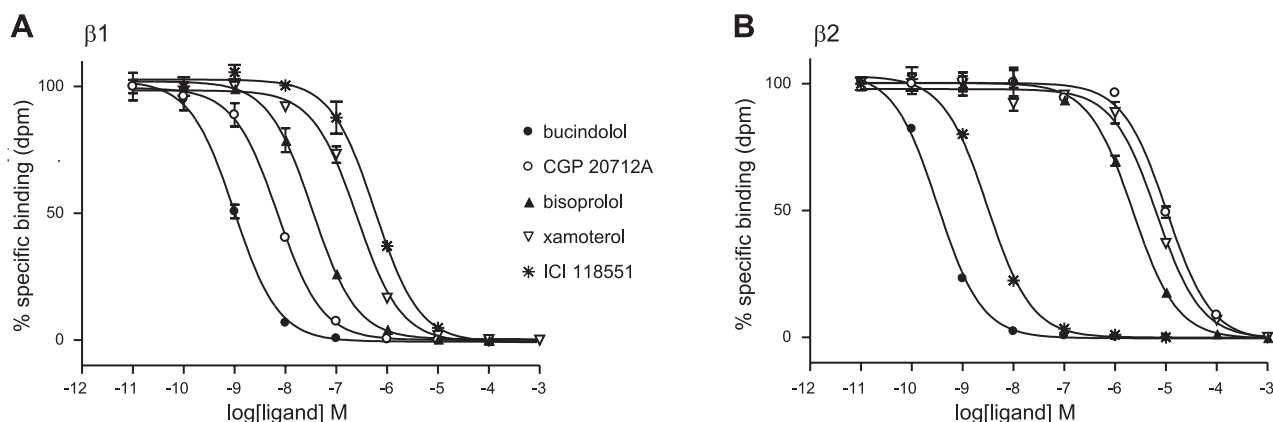 A
β1
% specific binding (dpm)
100
50
0
-12 -11 -10 -9 -8 -7 -6 -5 -4 -3
log[ligand] M
bucindolol
CGP 20712A
bisoprolol
xamoterol
ICI 118551
B
β2
% specific binding (dpm)
100
50
0
-12 -11 -10 -9 -8 -7 -6 -5 -4 -3
log[ligand] M